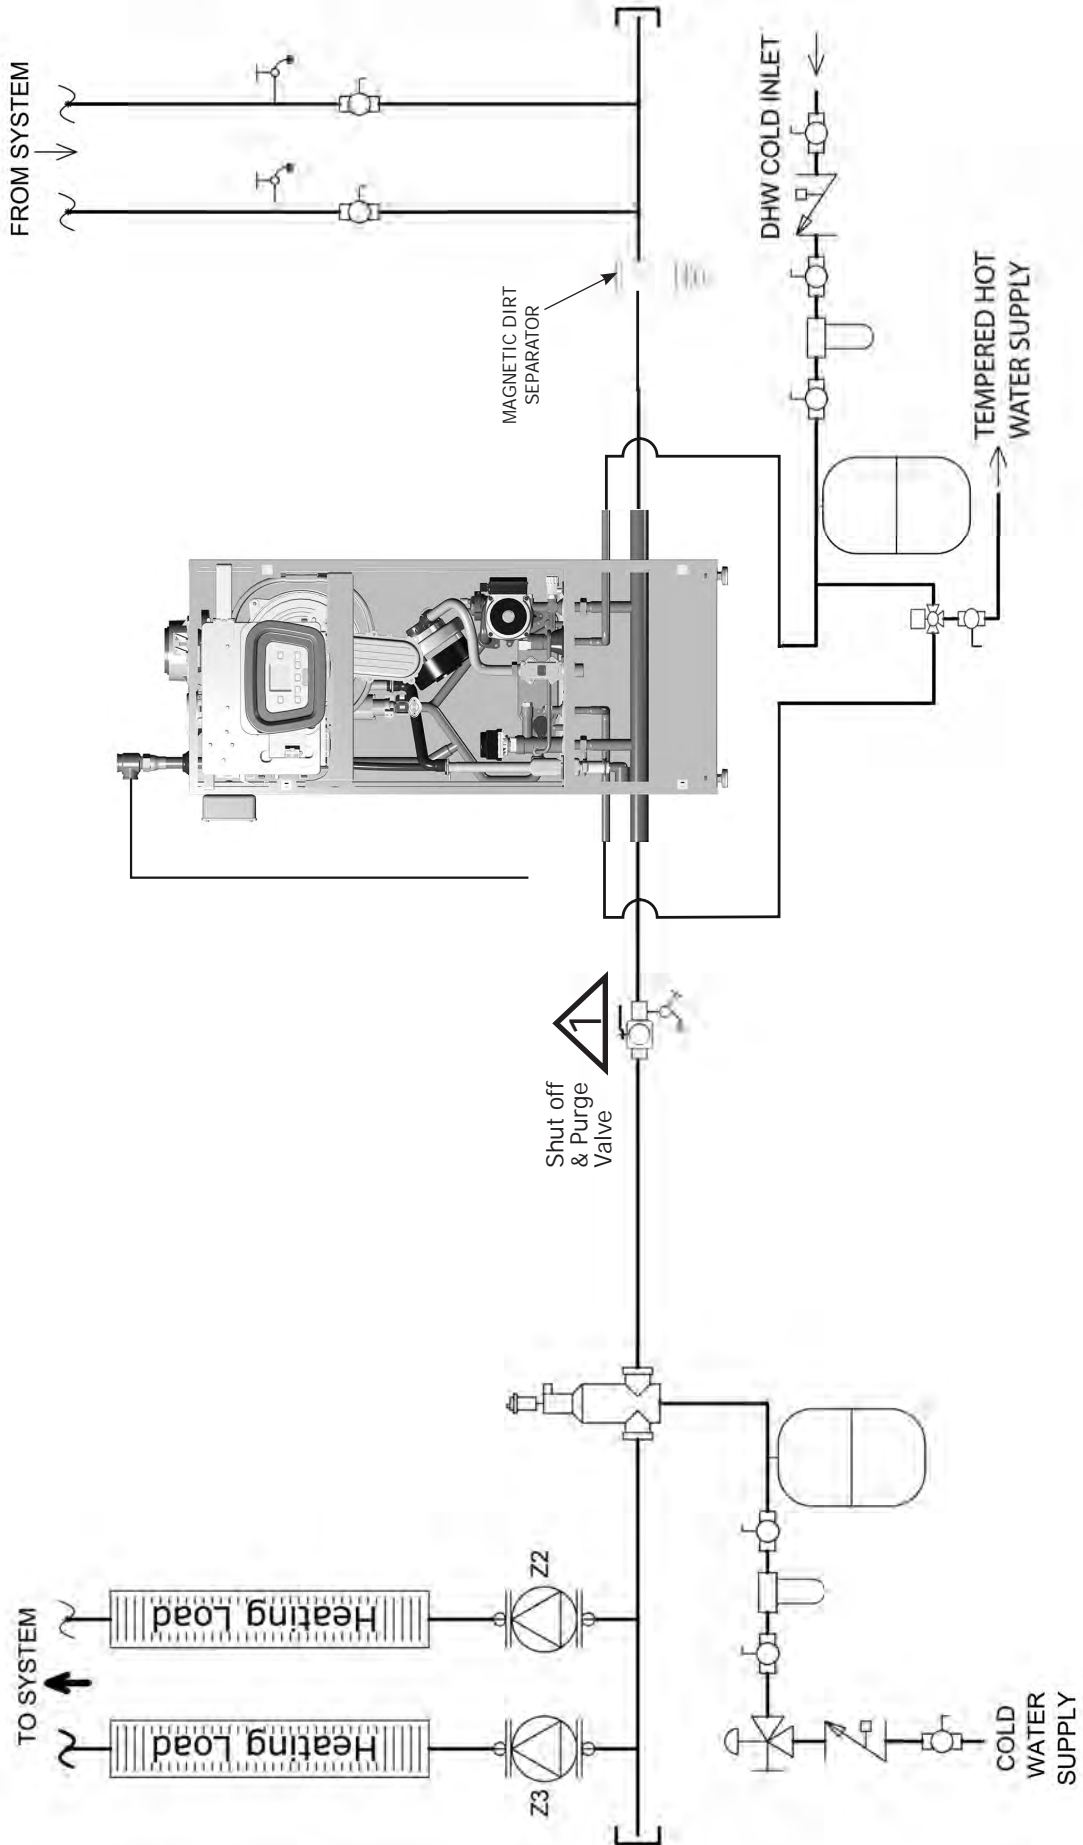 TO SYSTEM
Heating Load
Heating Load
Z3
Z2
COLD
WATER
SUPPLY
Shut off
& Purge
Valve
1
FROM SYSTEM
MAGNETIC DIRT
SEPARATOR
DHW COLD INLET
TEMPERED HOT
WATER SUPPLY